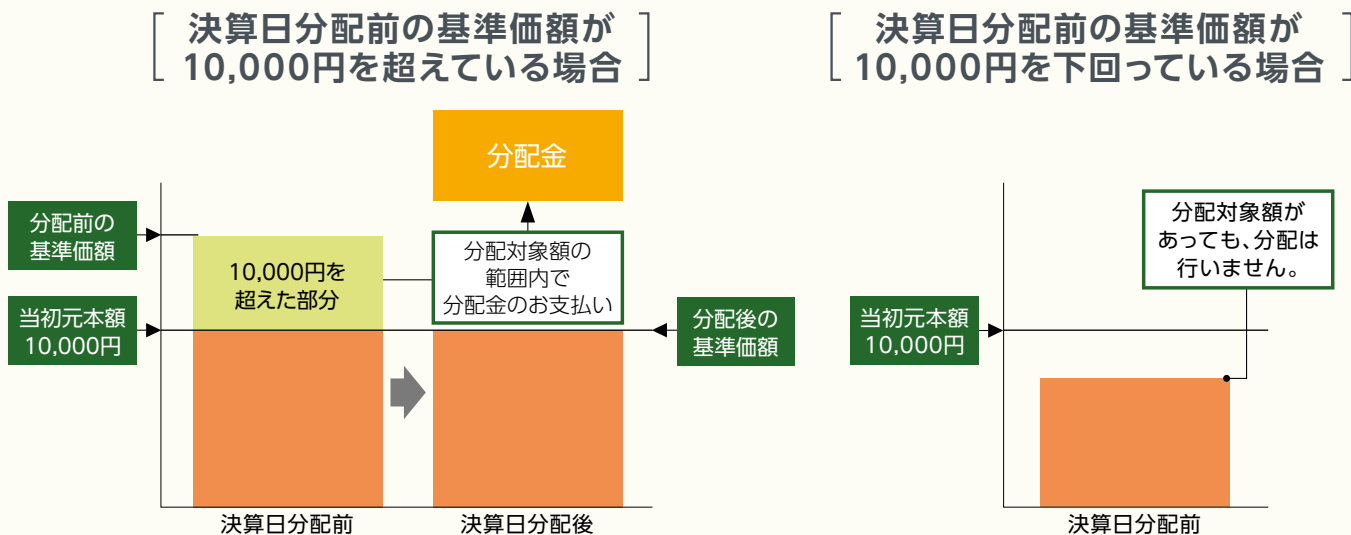 決算日分配前の基準価額が
10,000円を超えている場合
分配金
分配前の
基準価額
10,000円を
超えた部分
分配対象額の
範囲内で
分配金のお支払い
当初元本額
10,000円
分配後の
基準価額
決算日分配前
決算日分配後
決算日分配前の基準価額が
10,000円を下回っている場合
分配対象額が
あっても、分配は
行いません。
当初元本額
10,000円
決算日分配前